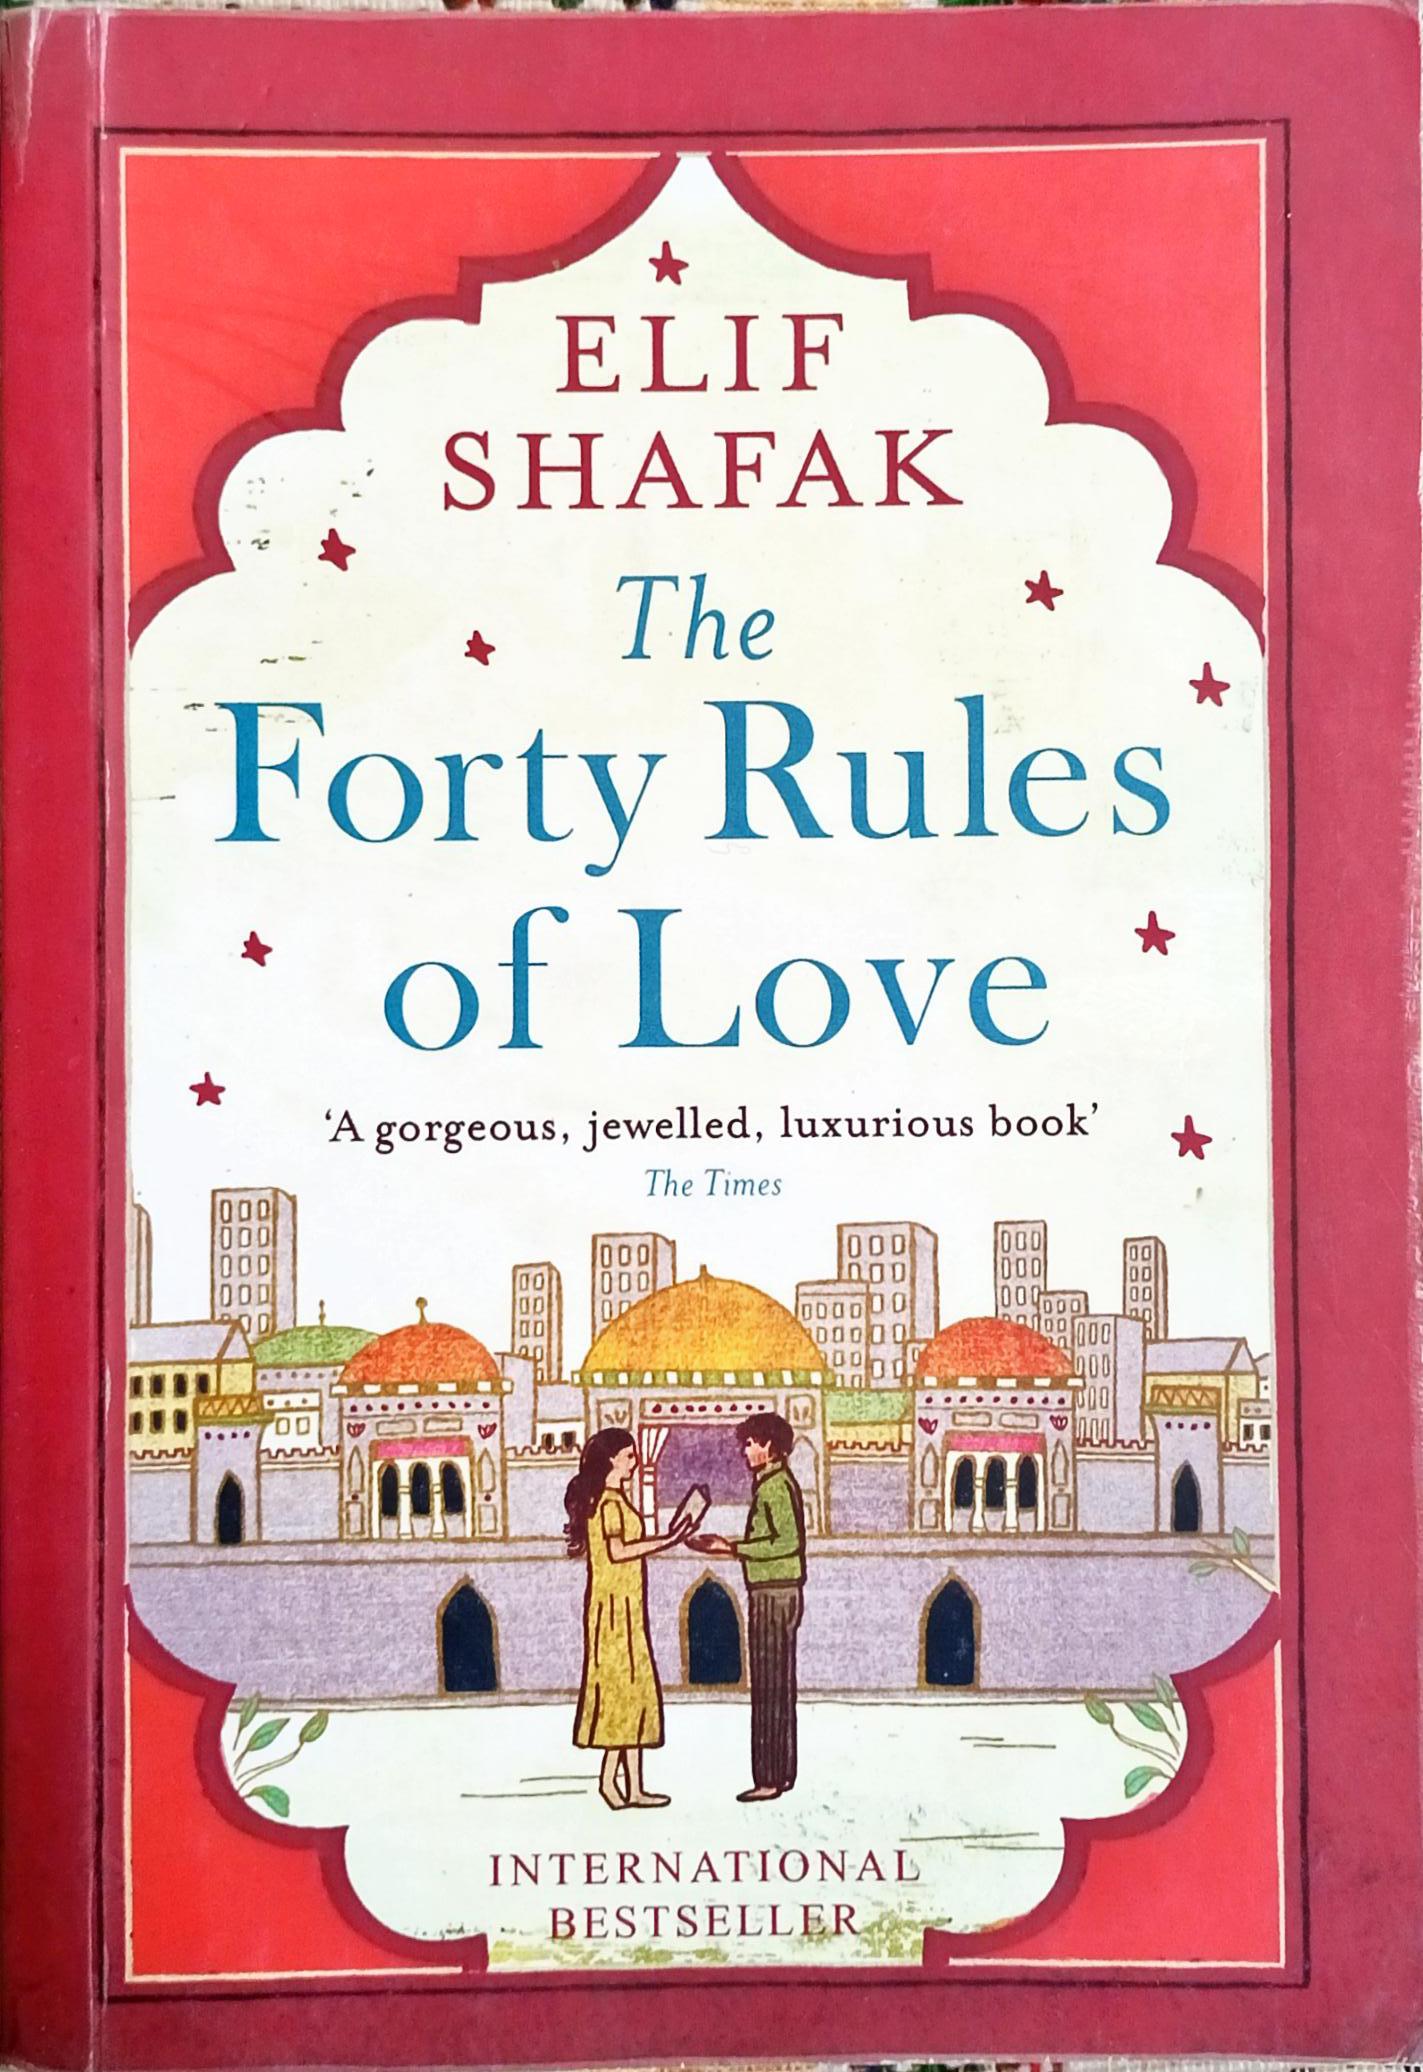 ELIF
SHAFAK
The
Forty Rules
of Love
‘A gorgeous, jewelled, luxurious book’
The Times
INTERNATIONAL
BESTSELLER